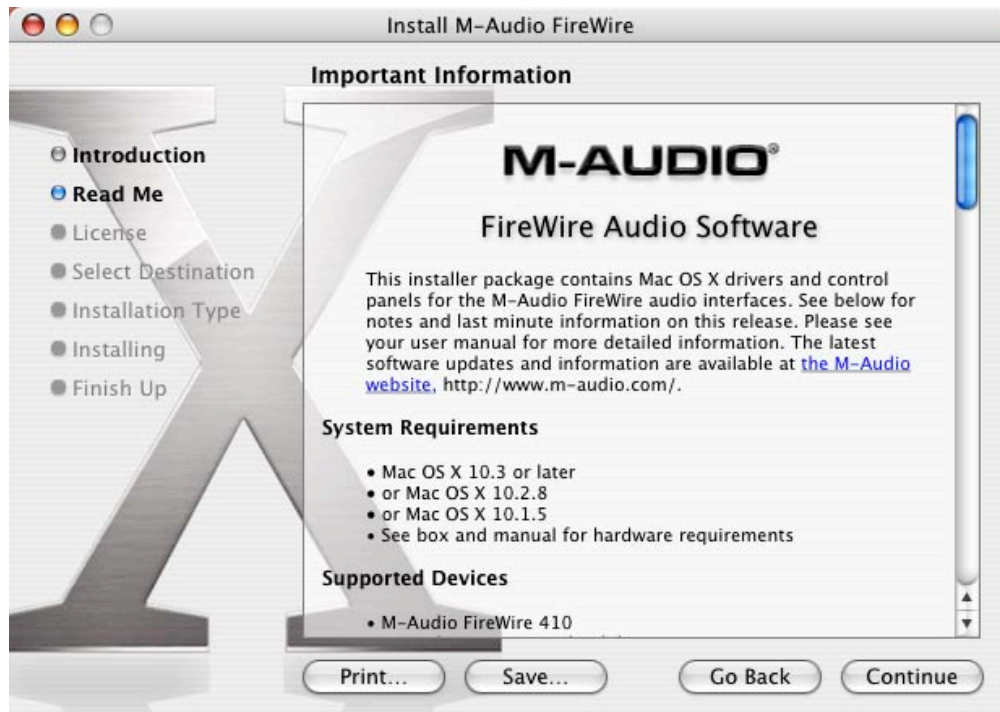 Install M-Audio FireWire
Important Information
Introduction
Read Me
License
Select Destination
Installation Type
Installing
Finish Up
M-AUDIO®
FireWire Audio Software
This installer package contains Mac OS X drivers and control
panels for the M-Audio FireWire audio interfaces. See below for
notes and last minute information on this release. Please see
your user manual for more detailed information. The latest
software updates and information are available at the M-Audio
website, http://www.m-audio.com/.
System Requirements
• Mac OS X 10.3 or later
• or Mac OS X 10.2.8
• or Mac OS X 10.1.5
• See box and manual for hardware requirements
Supported Devices
• M-Audio FireWire 410
Print...
Save...
Go Back
Continue